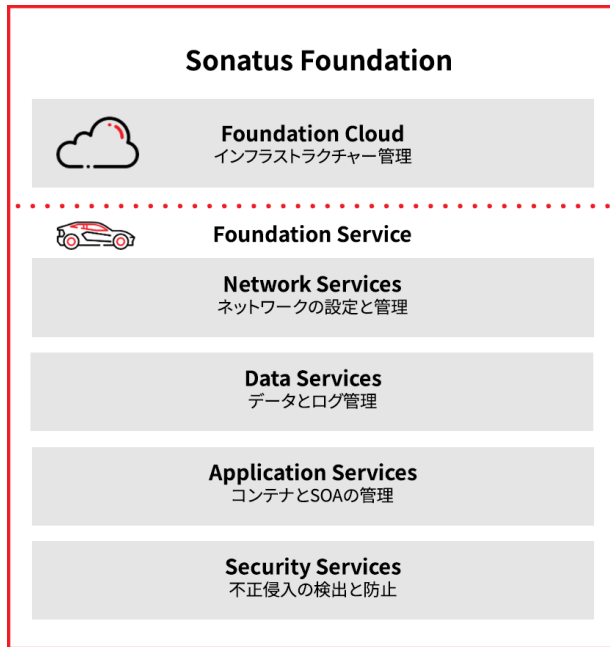 Sonatus Foundation
Foundation Cloud
インフラストラクチャー管理
Foundation Service
Network Services
ネットワークの設定と管理
Data Services
データとログ管理
Application Services
コンテナとSOAの管理
Security Services
不正侵入の検出と防止